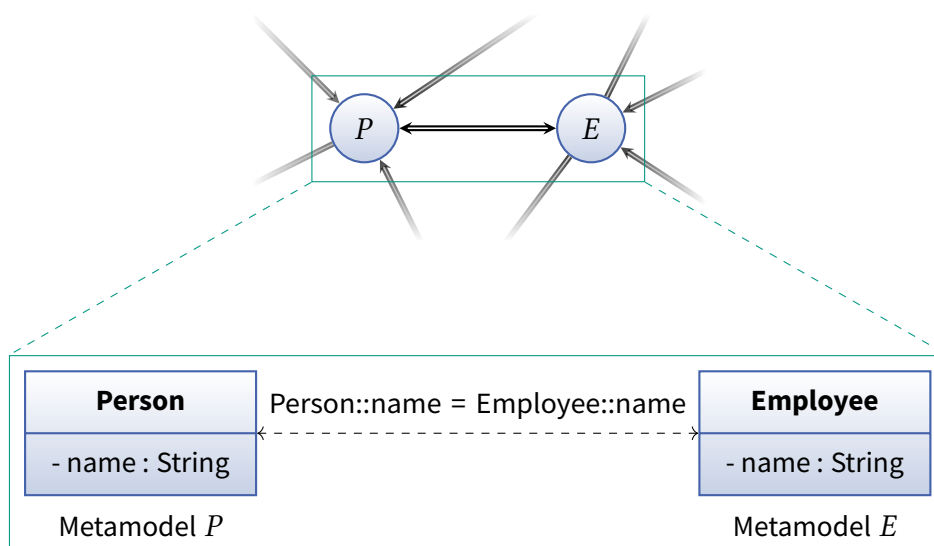 P
E
Person
Person::name = Employee::name
Employee
- name : String
- name : String
Metamodel P
Metamodel E